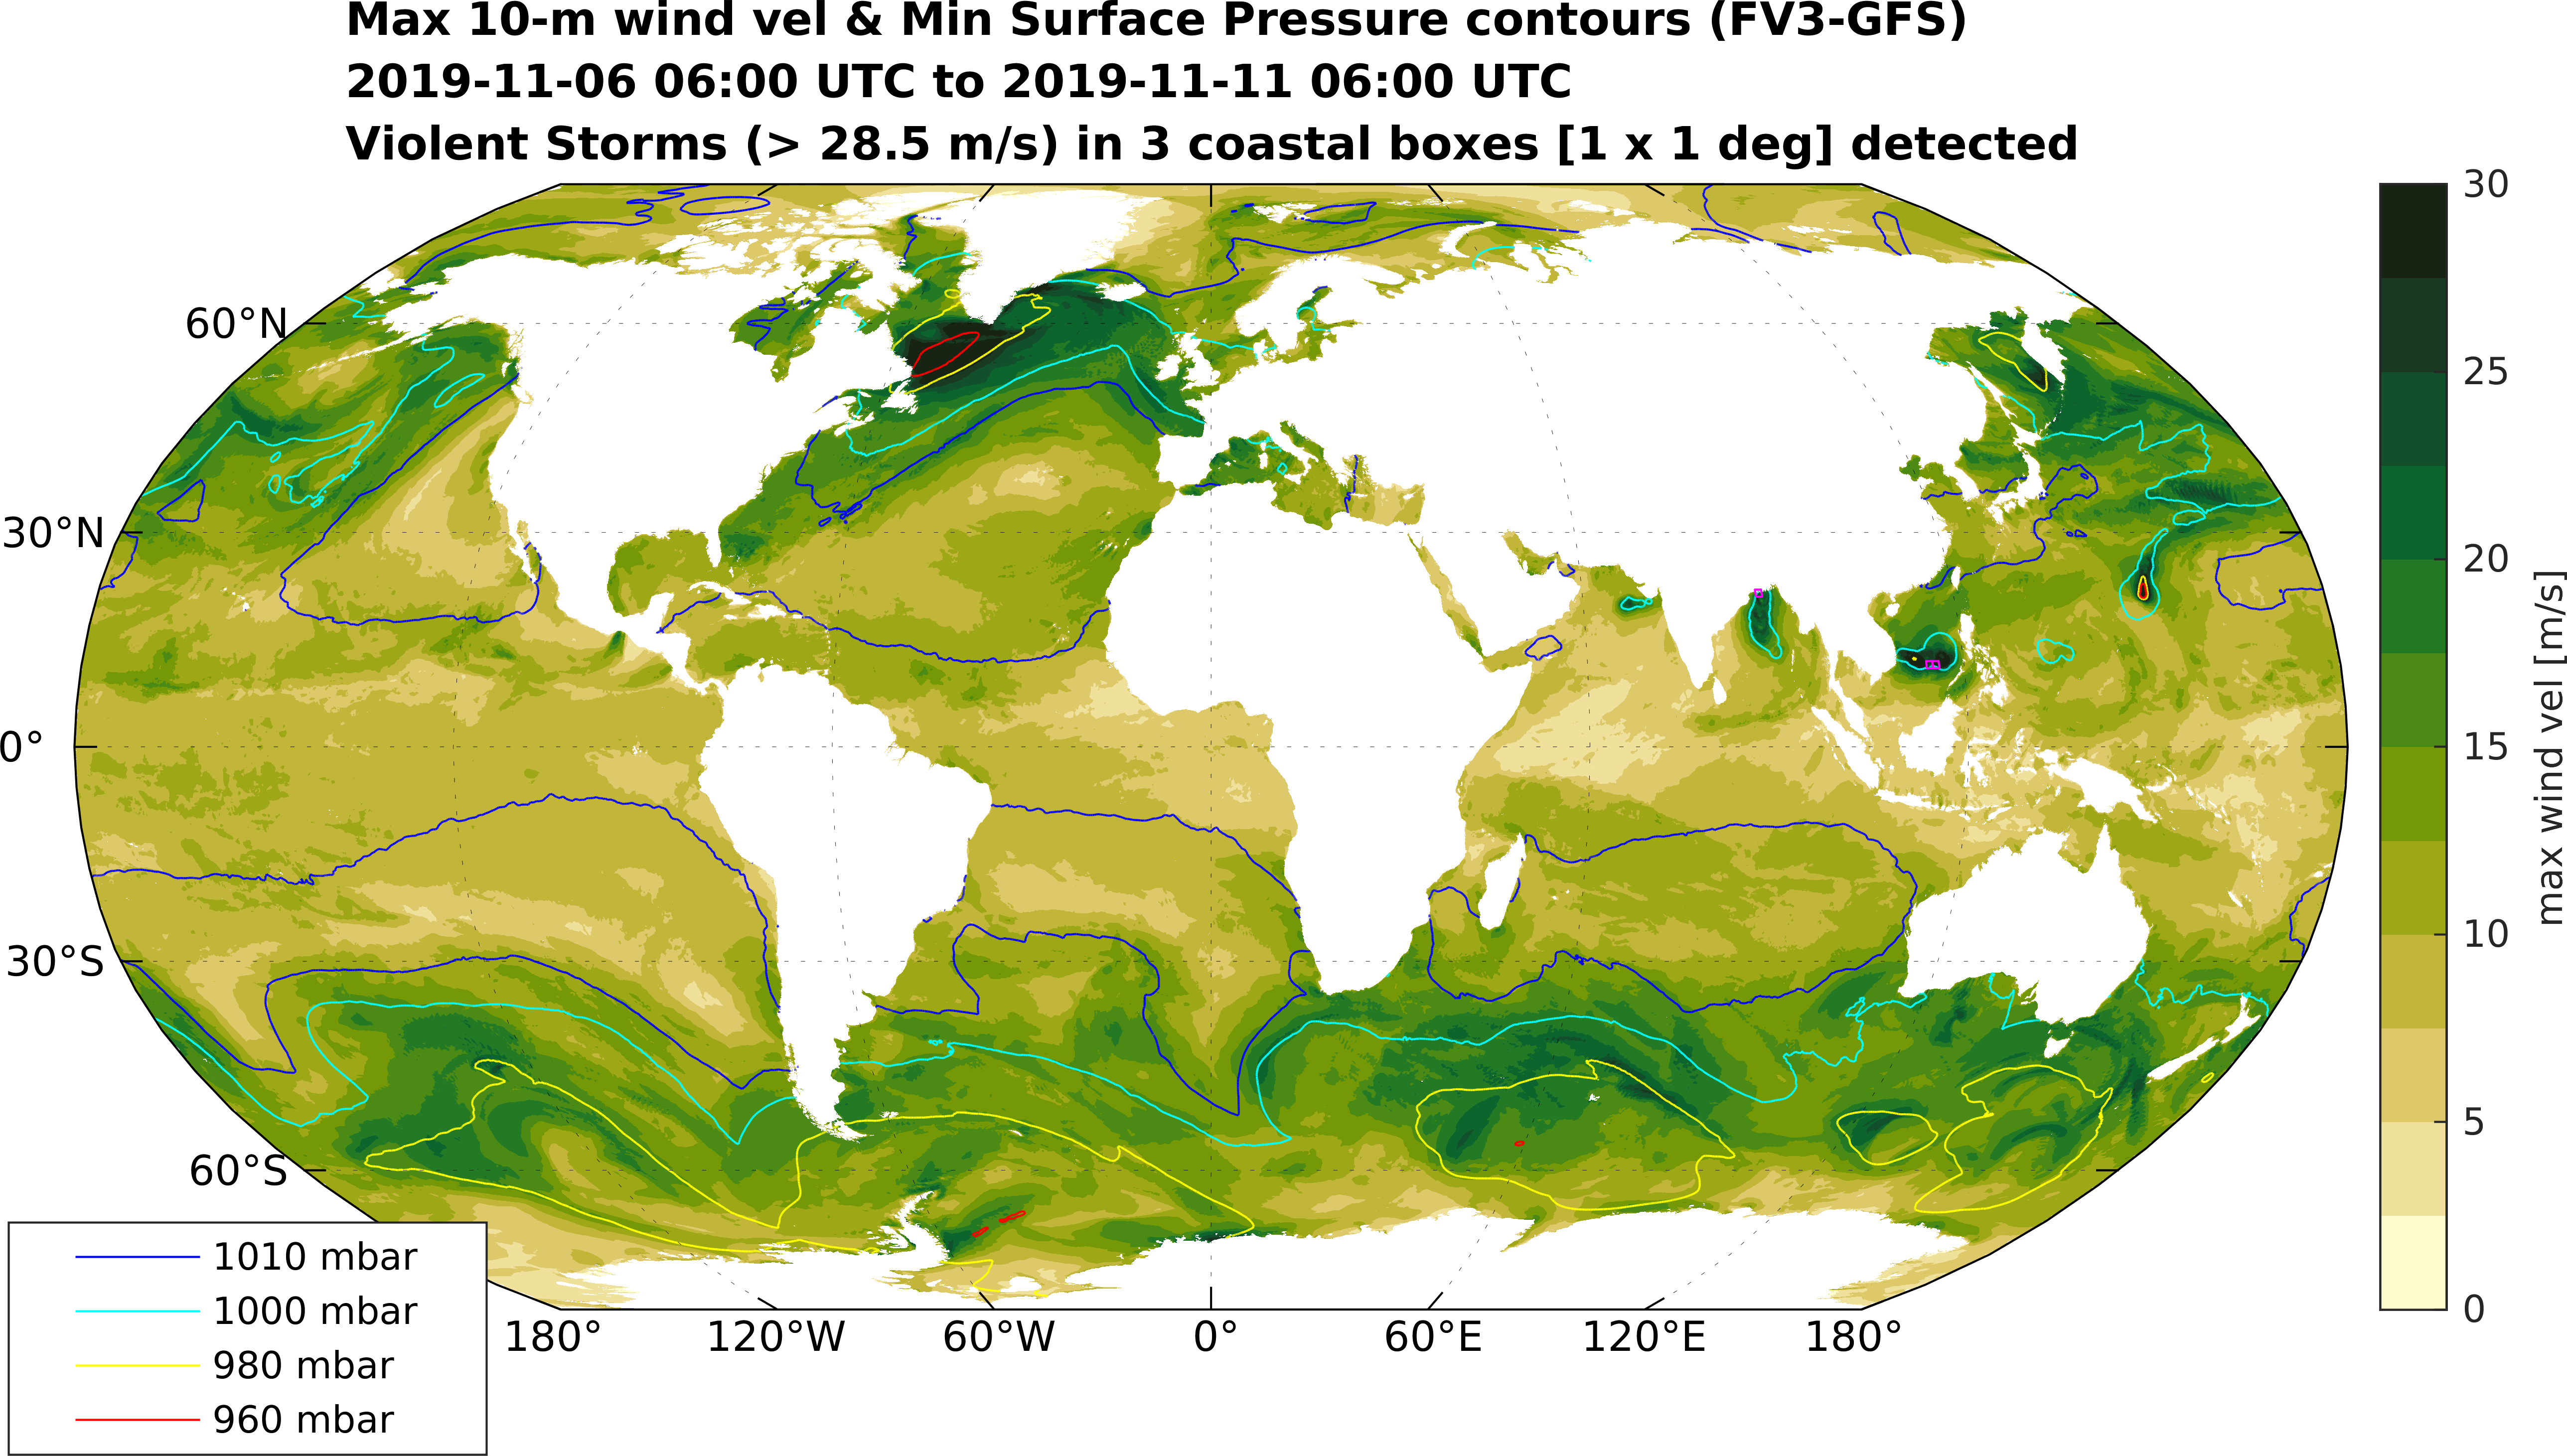 Max 10-m wind vel & Min Surface Pressure contours (FV3-GFS)
2019-11-06 06:00 UTC to 2019-11-11 06:00 UTC
Violent Storms (> 28.5 m/s) in 3 coastal boxes [1 x 1 deg] detected
60°N
30°N
0°
30°S
60°S
180°
120°W
60°W
0°
60°E
120°E
180°
1010 mbar
1000 mbar
980 mbar
960 mbar
30
25
20
15
10
5
0
max wind vel [m/s]